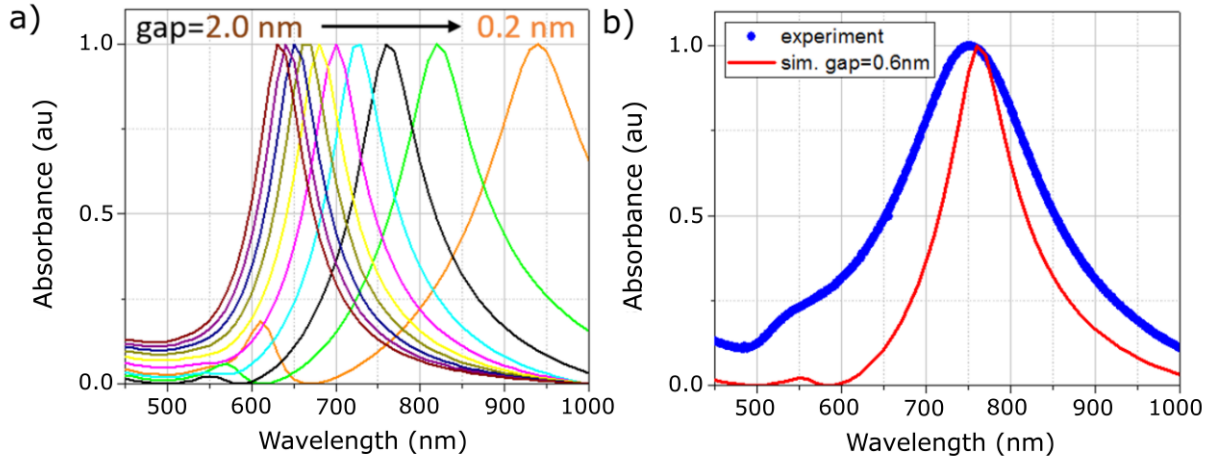 a)
gap=2.0 nm
0.2 nm
1.0
0.5
0.0
Absorbance (au)
500 600 700 800 900 1000
Wavelength (nm)
b)
experiment
sim. gap=0.6nm
1.0
0.5
0.0
Absorbance (au)
500 600 700 800 900 1000
Wavelength (nm)